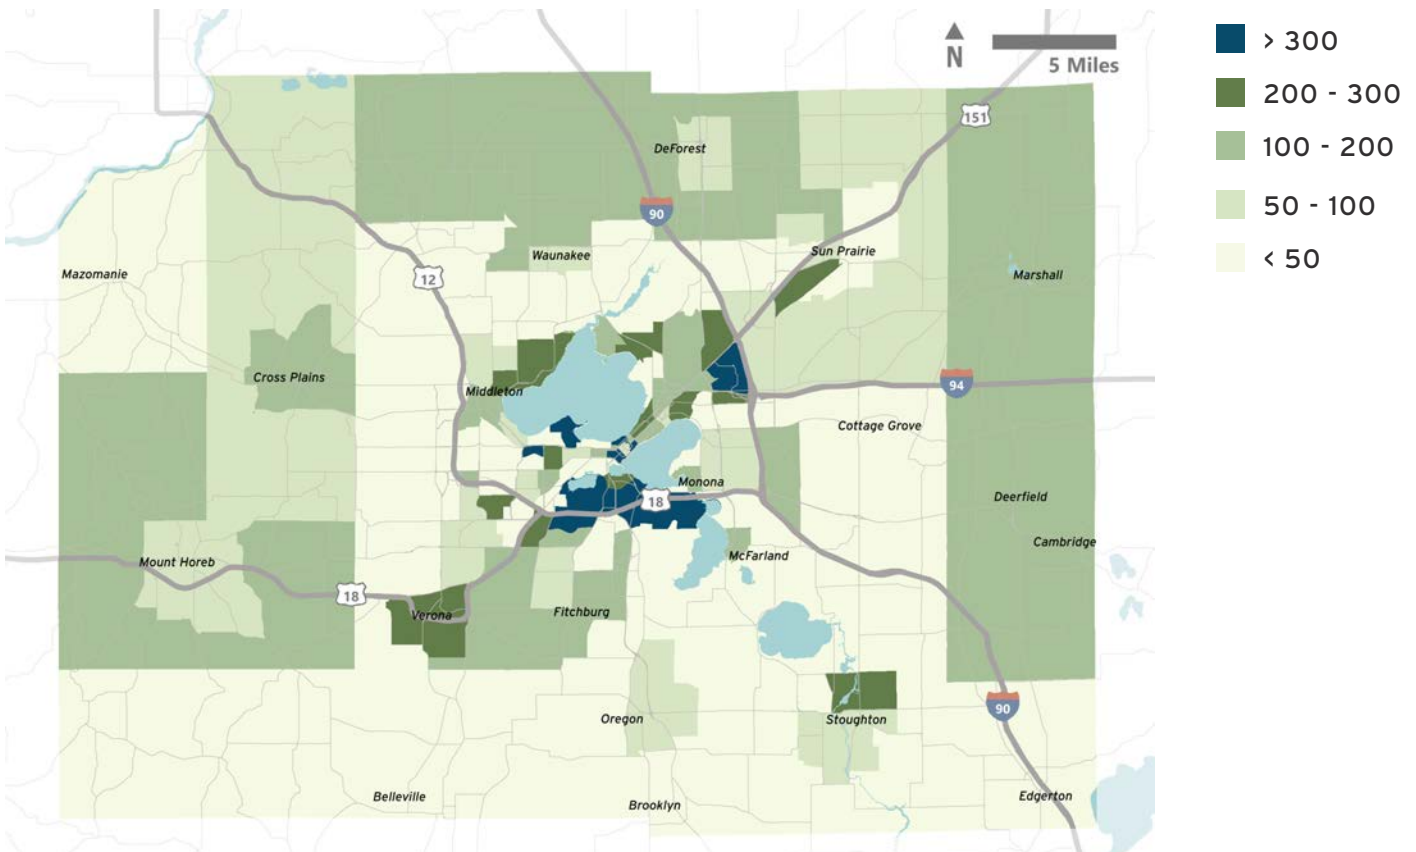 N
5 Miles
> 300
200 - 300
100 - 200
50 - 100
< 50
151
DeForest
90
Waunakee
Sun Prairie
Mazomanie
12
Marshall
Cross Plains
Middleton
94
Cottage Grove
Monona
18
Deerfield
Cambridge
Mount Horeb
McFarland
18
Verona
Fitchburg
Oregon
Stoughton
90
Belleville
Brooklyn
Edgerton